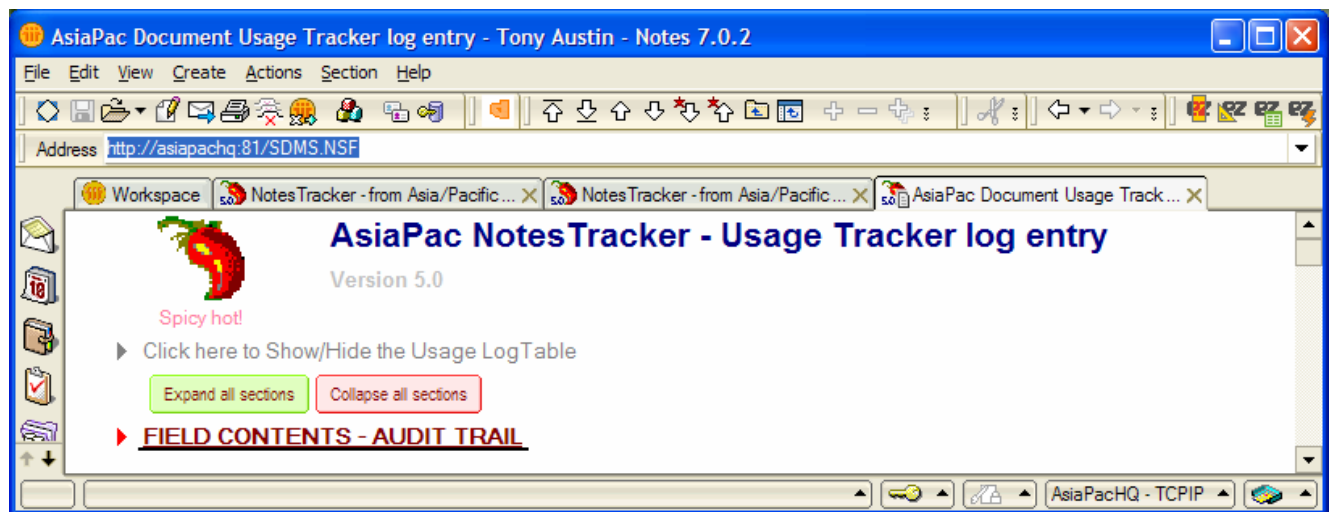 AsiaPac Document Usage Tracker log entry - Tony Austin - Notes 7.0.2
File Edit View Create Actions Section Help
Address http://asiapachq:81/SDMS.NSF
Workspace NotesTracker - from Asia/Pacific ... NotesTracker - from Asia/Pacific ... AsiaPac Document Usage Track ...
AsiaPac NotesTracker - Usage Tracker log entry
Version 5.0
Spicy hot!
Click here to Show/Hide the Usage LogTable
Expand all sections Collapse all sections
FIELD CONTENTS - AUDIT TRAIL
AsiaPacHQ - TCPIP